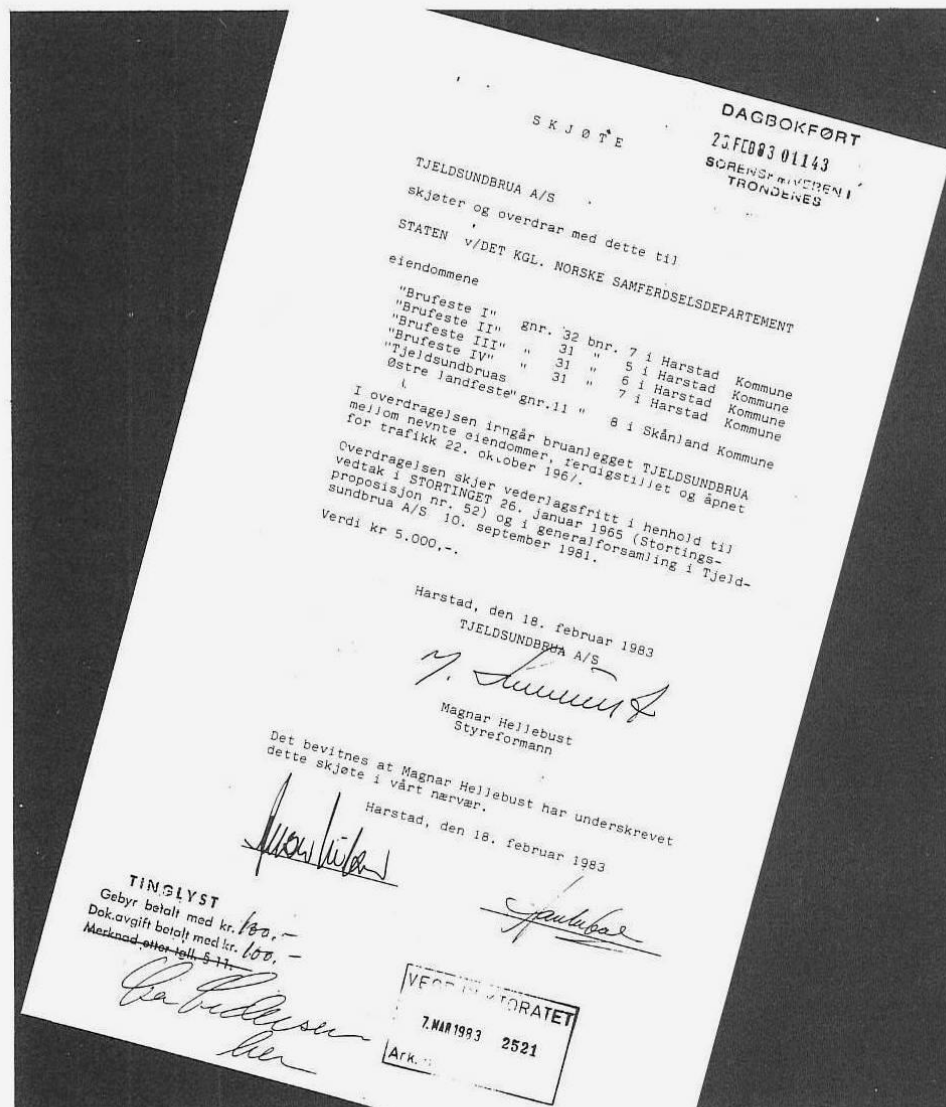 SKJØTE
DAGBOKFØRT
23.FEB83 01143
SORENSKRIVEREN I
TRONDENES
TJELDSUNDBRUA A/S
skjøter og overdrar med dette til
STATEN v/DET KGL. NORSKE SAMFERDSELSDEPARTEMENT
eiendommene
"Brufeste I" gnr. 32 bnr. 7 i Harstad Kommune
"Brufeste II" " 31 " 5 i Harstad Kommune
"Brufeste III" " 31 " 6 i Harstad Kommune
"Brufeste IV" " 31 " 7 i Harstad Kommune
"Tjeldsundbruas
Østre landfeste" gnr.11 " 8 i Skånland Kommune
I overdragelsen inngår bruanlegget TJELDSUNDBRUA
mellom nevnte eiendommer, ferdigstillet og åpnet
for trafikk 22. oktober 1967.
Overdragelsen skjer vederlagsfritt i henhold til
vedtak i STORTINGET 26. januar 1965 (Stortings-
proposisjon nr. 52) og i generalforsamling i Tjeld-
sundbrua A/S 10. september 1981.
Verdi kr 5.000,-.
Harstad, den 18. februar 1983
TJELDSUNDBRUA A/S
Magnar Hellebust
Styreformann
Det bevitnes at Magnar Hellebust har underskrevet
dette skjøte i vårt nærvær.
Harstad, den 18. februar 1983
TINGLYST
Gebyr betalt med kr. 100,-
Dok.avgift betalt med kr. 100,-
Merknad etter tgll. § 11.
VEGDIREKTORATET
7.MAR1983 2521
Ark.